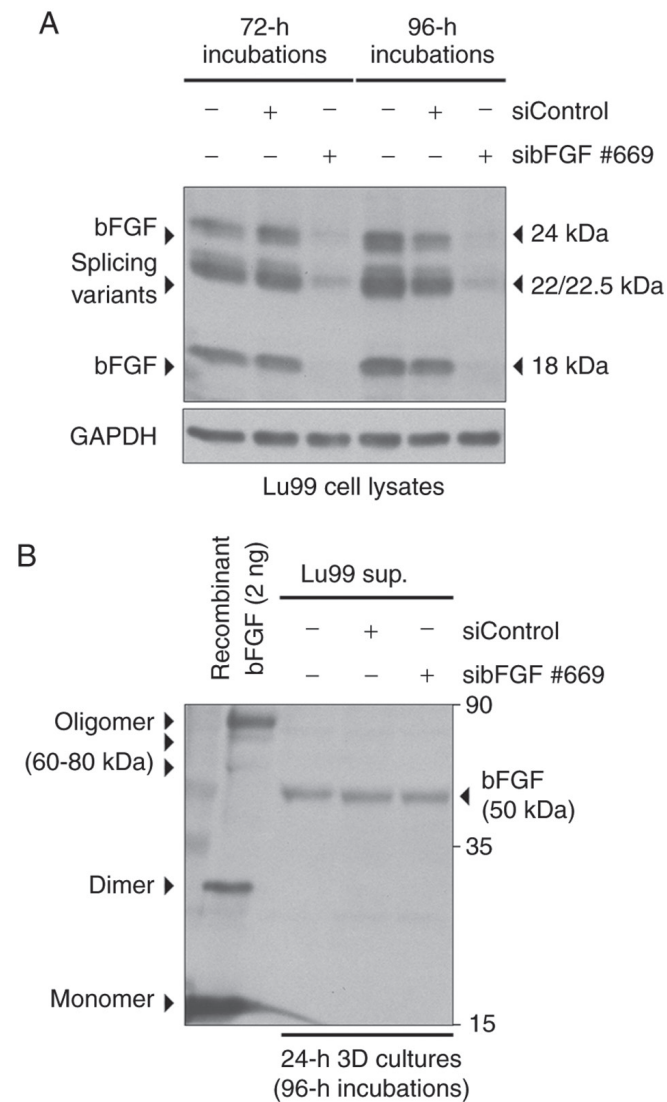 A
72-h
incubations
96-h
incubations
– + – – + – siControl
– – + – – + sibFGF #669
bFGF
Splicing
variants
bFGF
24 kDa
22/22.5 kDa
18 kDa
GAPDH
Lu99 cell lysates
B
Recombinant
bFGF (2 ng)
Lu99 sup.
– + – siControl
– – + sibFGF #669
Oligomer
(60-80 kDa)
Dimer
Monomer
90
bFGF
(50 kDa)
35
15
24-h 3D cultures
(96-h incubations)